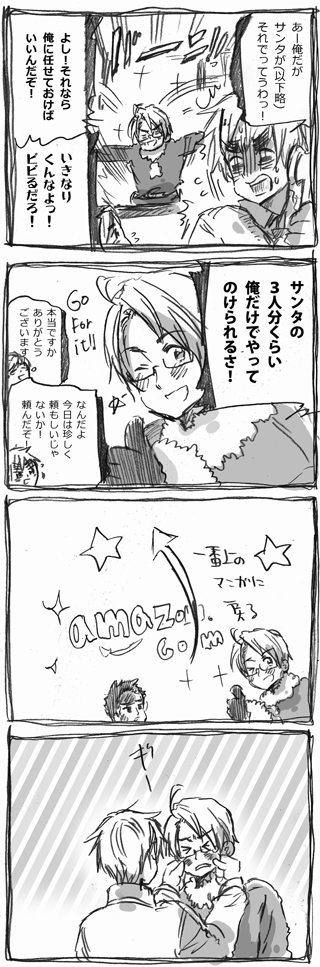 あー俺だが
サンタが(以下略)
それでってうわっ!
よし!それなら
俺に任せておけば
いいんだぞ!
いきなり
くんなよっ!
ビビるだろ!
サンタの
3人分くらい
俺だけでやって
のけられるさ!
Go
For
it!!
本当ですか
ありがとう
ございます
なんだよ
今日は珍しく
頼もしいじゃ
ないか!
頼んだぞ!
一番上の
マンガに
戻る
amazon.
com
ギャー